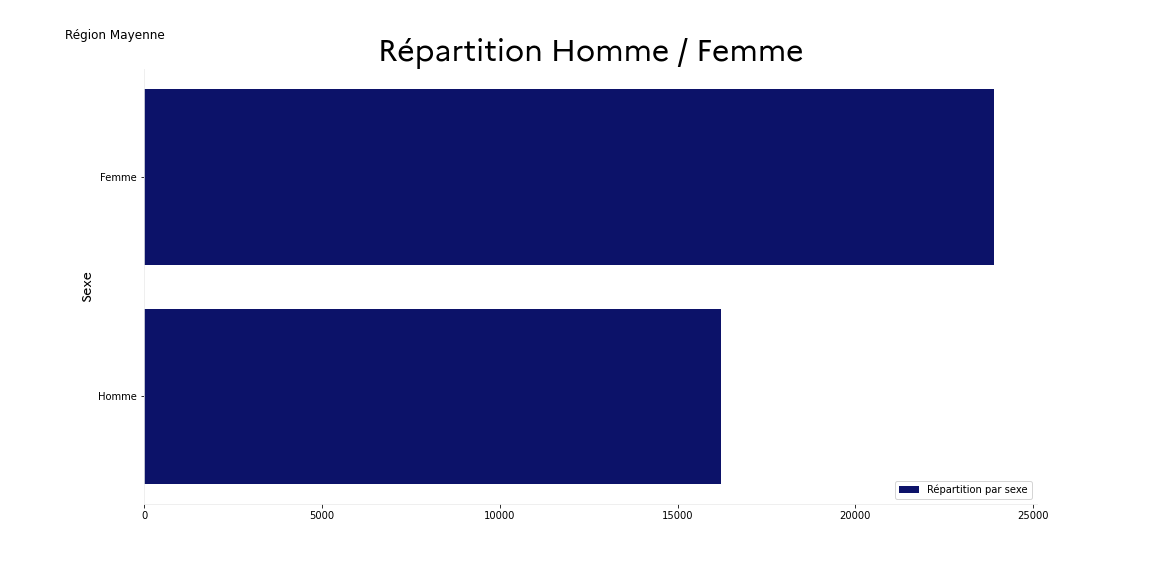 Région Mayenne
Répartition Homme / Femme
Femme
Sexe
Homme
Répartition par sexe
0 5000 10000 15000 20000 25000